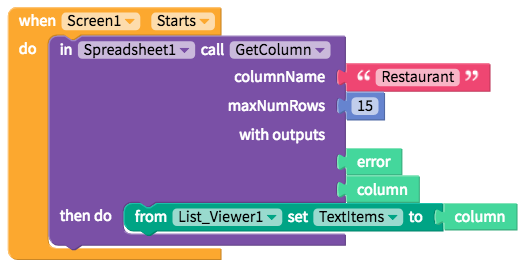 when Screen1 Starts
do in Spreadsheet1 call GetColumn
columnName “ Restaurant ”
maxNumRows 15
with outputs
error
column
then do from List_Viewer1 set TextItems to column